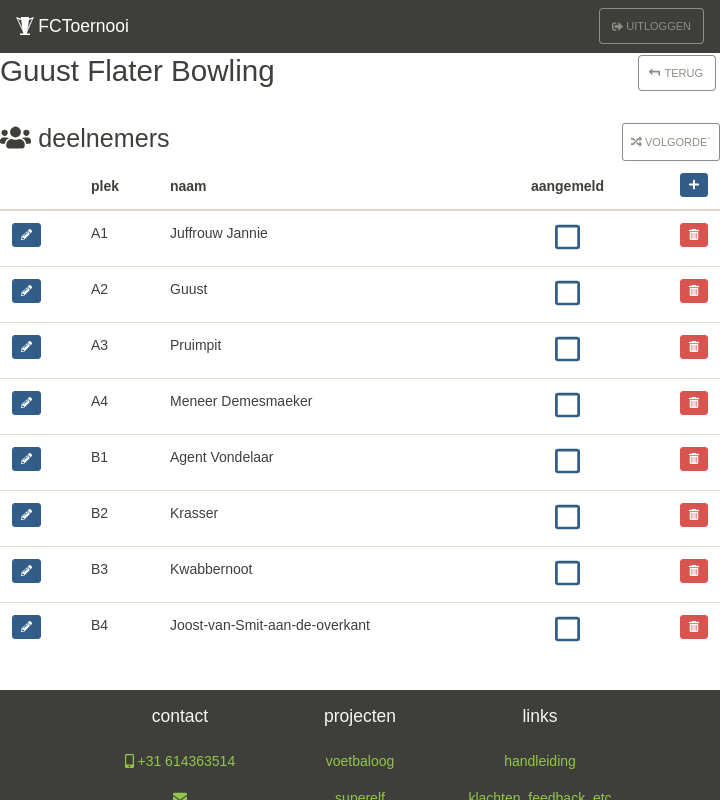 FCToernooi UITLOGGEN
Guust Flater Bowling TERUG
deelnemers VOLGORDE
plek naam aangemeld
A1 Juffrouw Jannie
A2 Guust
A3 Pruimpit
A4 Meneer Demesmaeker
B1 Agent Vondelaar
B2 Krasser
B3 Kwabbernoot
B4 Joost-van-Smit-aan-de-overkant
contact projecten links
+31 614363514 voetbaloog handleiding
superelf klachten, feedback, etc